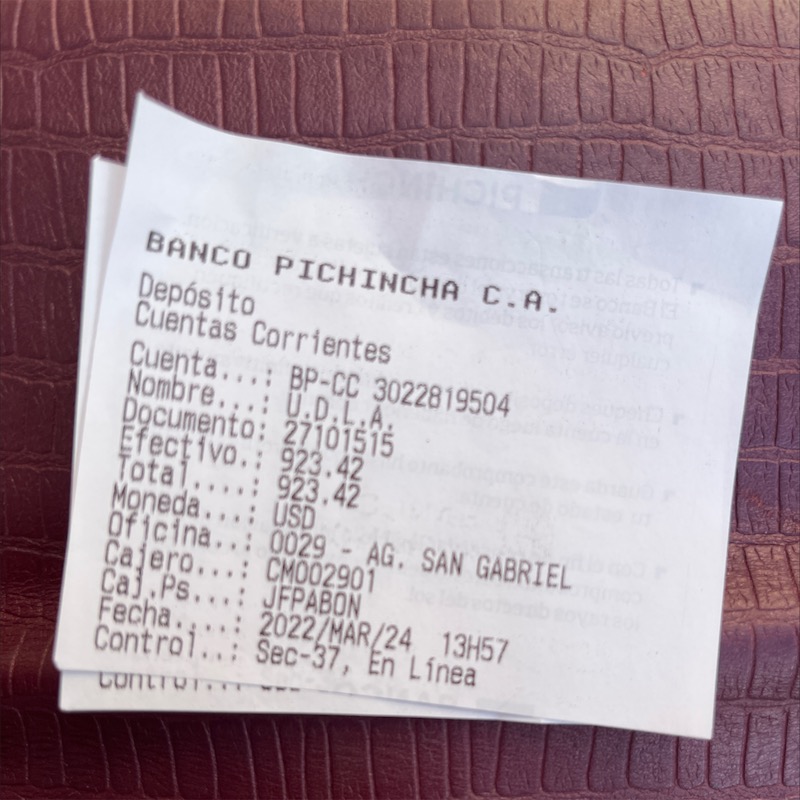 BANCO PICHINCHA C.A.
Depósito
Cuentas Corrientes
Cuenta...: BP-CC 3022819504
Nombre...: U.D.L.A.
Documento: 27101515
Efectivo.: 923.42
Total....: 923.42
Moneda...: USD
Oficina..: 0029 - AG. SAN GABRIEL
Cajero...: CM002901
Caj.Ps...: JFPABON
Fecha....: 2022/MAR/24 13H57
Control..: Sec-37, En Línea
Control..: